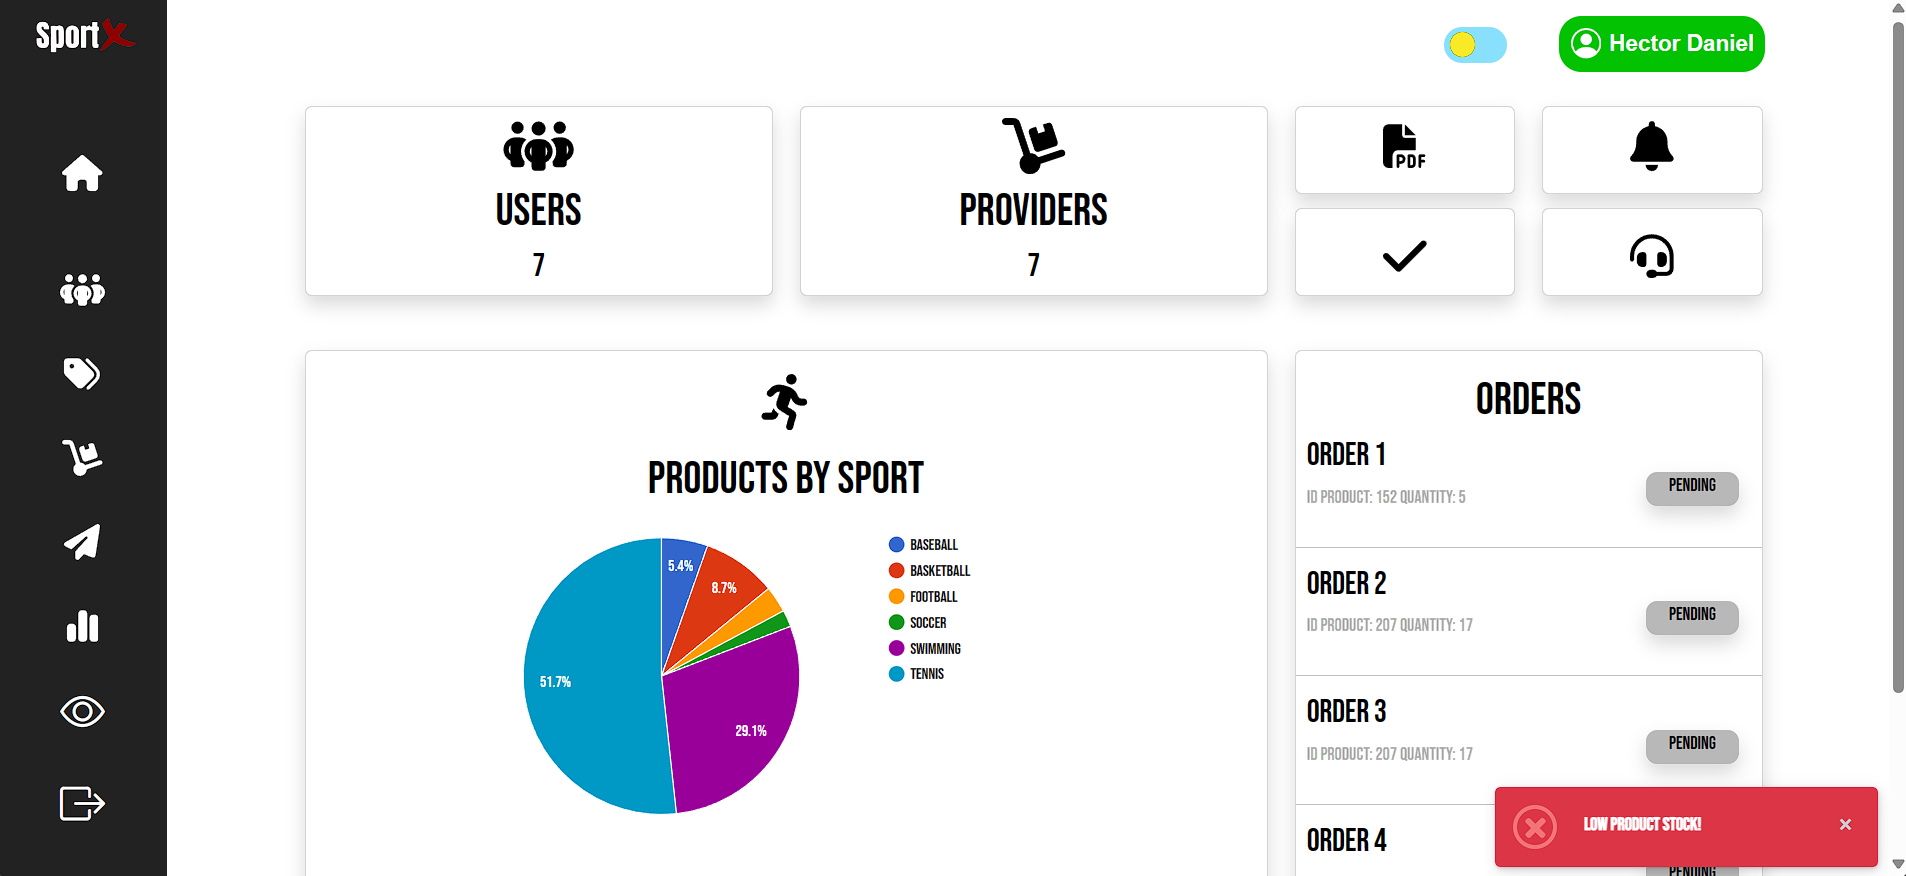 SportX
Hector Daniel
USERS
7
PROVIDERS
7
PDF
PRODUCTS BY SPORT
5.4%
8.7%
29.1%
51.7%
BASEBALL
BASKETBALL
FOOTBALL
SOCCER
SWIMMING
TENNIS
ORDERS
ORDER 1
ID PRODUCT: 152 QUANTITY: 5
PENDING
ORDER 2
ID PRODUCT: 207 QUANTITY: 17
PENDING
ORDER 3
ID PRODUCT: 207 QUANTITY: 17
PENDING
ORDER 4
PENDING
LOW PRODUCT STOCK!